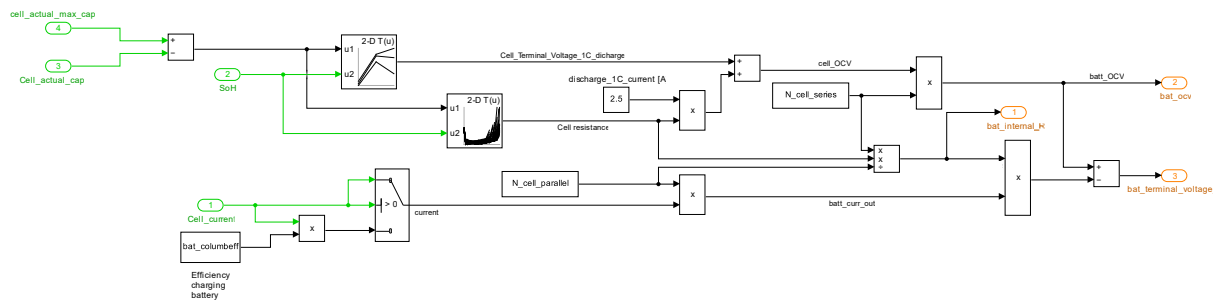 cell_actual_max_cap
4
+
−
3
Cell_actual_cap
2
SoH
2-D T(u)
u1
u2
Cell_Terminal_Voltage_1C_dicharge
2-D T(u)
u1
u2
Cell resistance
discharge_1C_current [A
2.5
x
+
+
cell_OCV
N_cell_series
x
batt_OCV
2
bat_ocv
1
bat_internal_R
x
x
÷
N_cell_parallel
x
batt_curr_out
x
+
−
3
bat_terminal_voltage
1
Cell_current
> 0
current
x
bat_columbeff
Efficiency
charging
battery